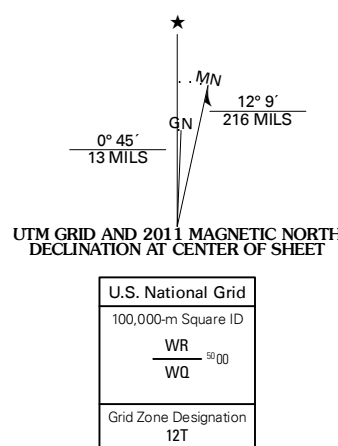 MN
GN
12° 9´
216 MILS
0° 45´
13 MILS
UTM GRID AND 2011 MAGNETIC NORTH
DECLINATION AT CENTER OF SHEET
U.S. National Grid
100,000-m Square ID
WR
5000
WQ
Grid Zone Designation
12T